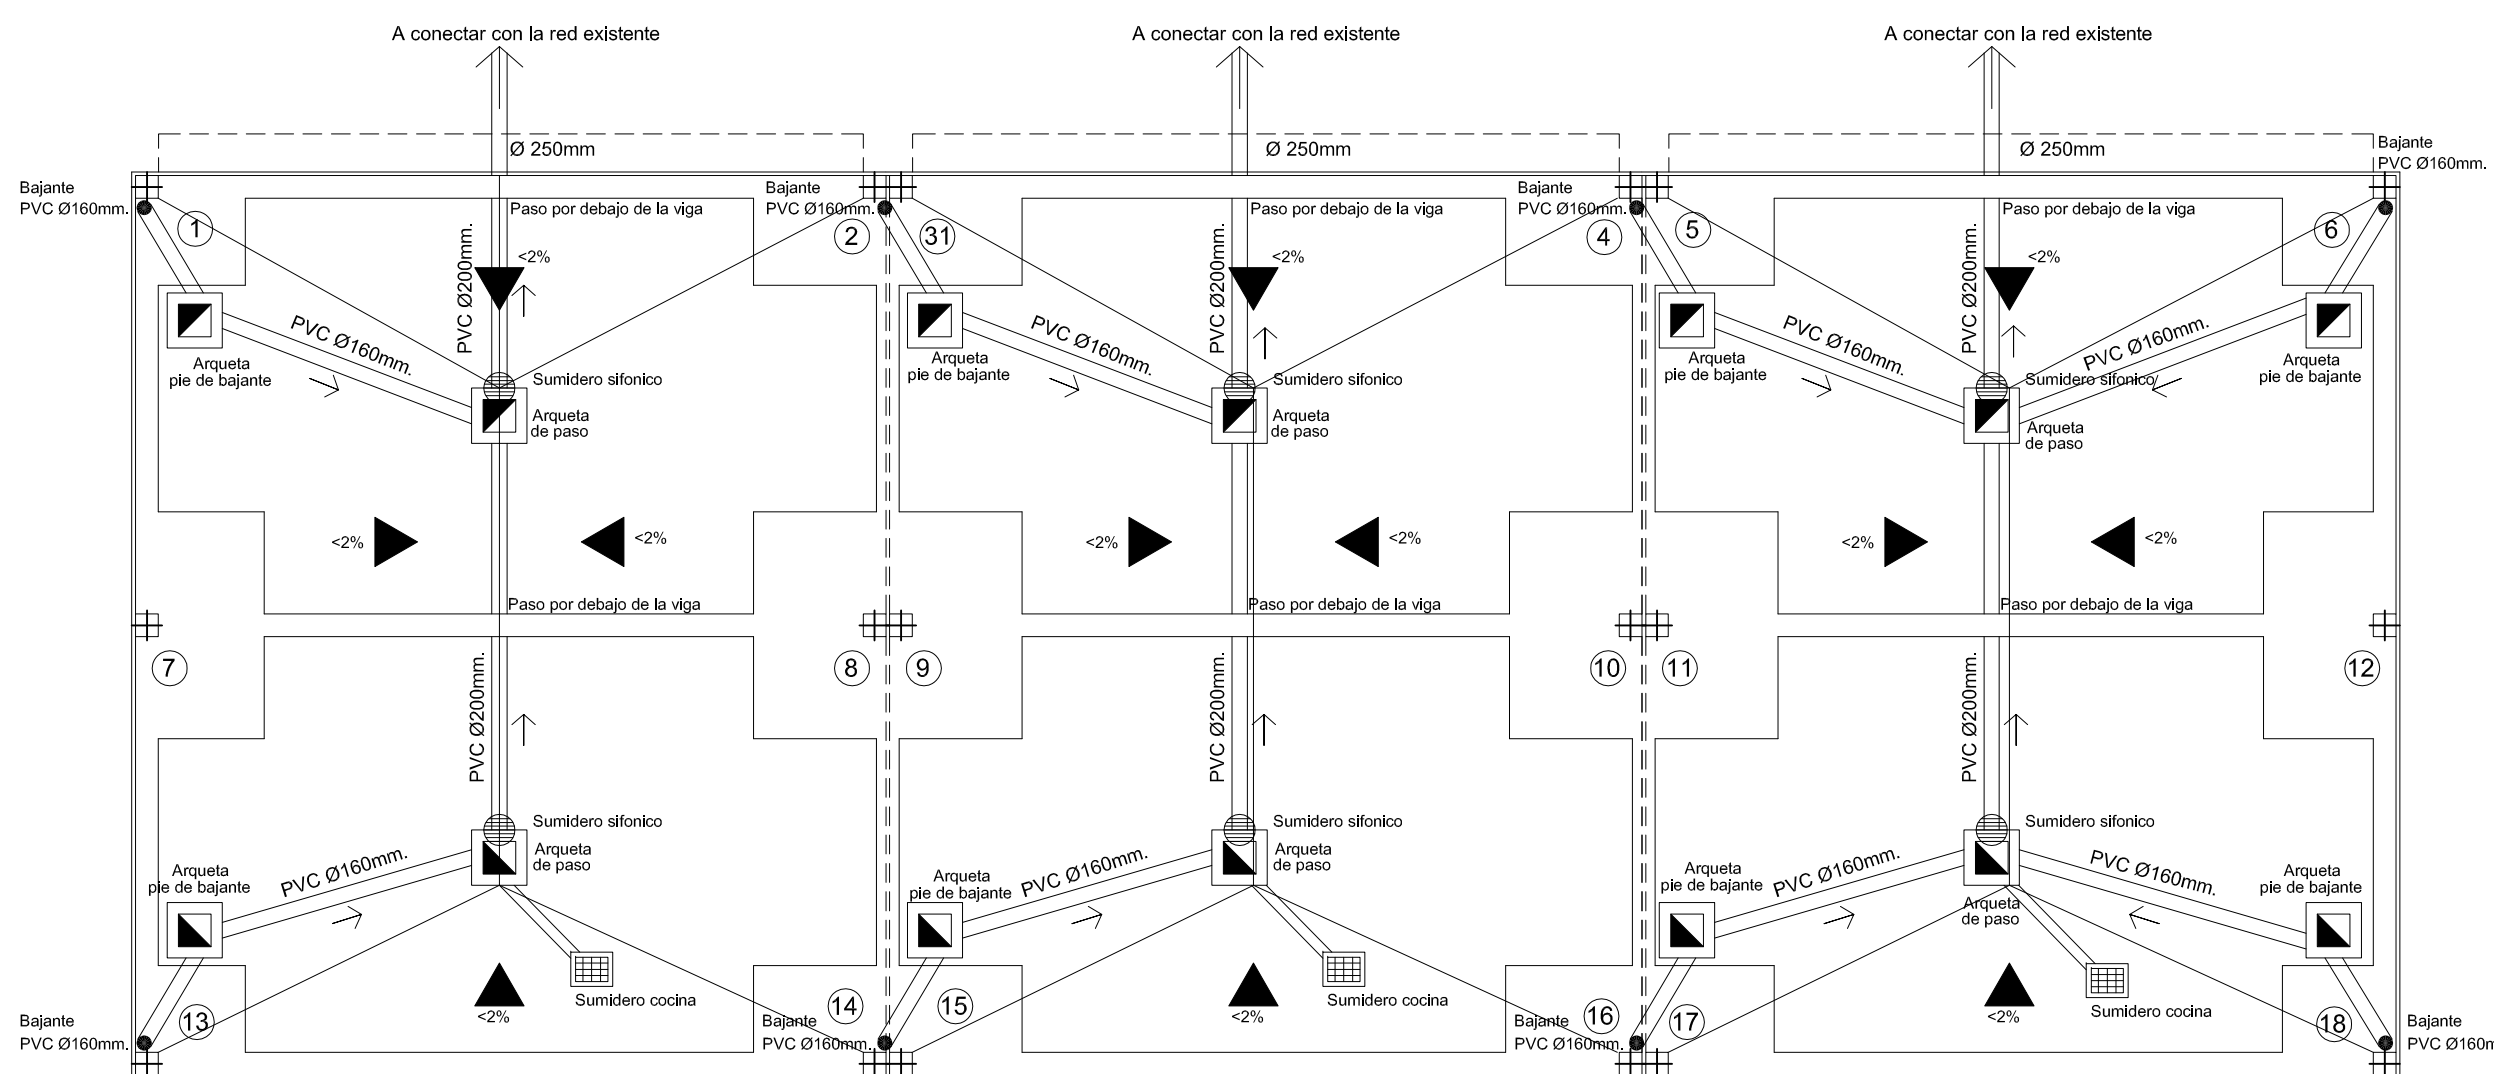 A conectar con la red existente
A conectar con la red existente
A conectar con la red existente
Ø 250mm
Ø 250mm
Ø 250mm
Bajante
PVC Ø160mm.
Bajante
PVC Ø160mm.
Bajante
PVC Ø160mm.
Bajante
PVC Ø160mm.
Paso por debajo de la viga
Paso por debajo de la viga
Paso por debajo de la viga
1
2
31
4
5
6
PVC Ø200mm.
<2%
PVC Ø200mm.
<2%
PVC Ø200mm.
<2%
PVC Ø160mm.
PVC Ø160mm.
PVC Ø160mm.
PVC Ø160mm.
Arqueta
pie de bajante
Arqueta
pie de bajante
Arqueta
pie de bajante
Arqueta
pie de bajante
Sumidero sifonico
Sumidero sifonico
Sumidero sifonico
Arqueta
de paso
Arqueta
de paso
Arqueta
de paso
<2%
<2%
<2%
<2%
<2%
<2%
Paso por debajo de la viga
Paso por debajo de la viga
Paso por debajo de la viga
7
8
9
10
11
12
PVC Ø200mm.
PVC Ø200mm.
PVC Ø200mm.
Sumidero sifonico
Sumidero sifonico
Sumidero sifonico
Arqueta
de paso
Arqueta
de paso
Arqueta
de paso
Arqueta
pie de bajante
Arqueta
pie de bajante
Arqueta
pie de bajante
Arqueta
pie de bajante
PVC Ø160mm.
PVC Ø160mm.
PVC Ø160mm.
PVC Ø160mm.
Sumidero cocina
Sumidero cocina
Sumidero cocina
<2%
<2%
<2%
13
14
15
16
17
18
Bajante
PVC Ø160mm.
Bajante
PVC Ø160mm.
Bajante
PVC Ø160mm.
Bajante
PVC Ø160m